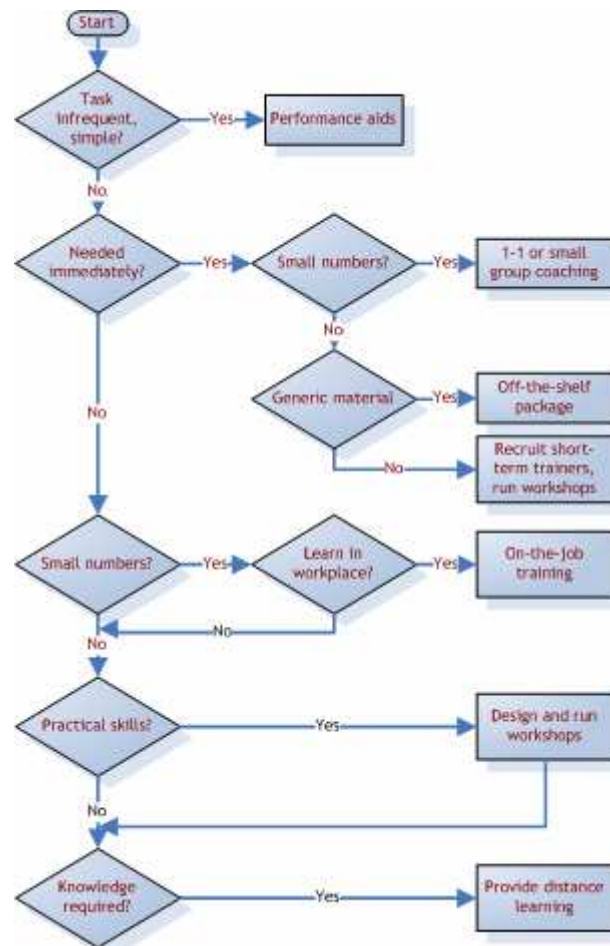 Start
Task
infrequent,
simple?
Yes
Performance aids
No
Needed
immediately?
Yes
Small numbers?
Yes
1-1 or small
group coaching
No
Generic material
Yes
Off-the-shelf
package
No
Recruit short-
term trainers,
run workshops
No
Small numbers?
Yes
Learn in
workplace?
Yes
On-the-job
training
No
No
Practical skills?
Yes
Design and run
workshops
No
Knowledge
required?
Yes
Provide distance
learning